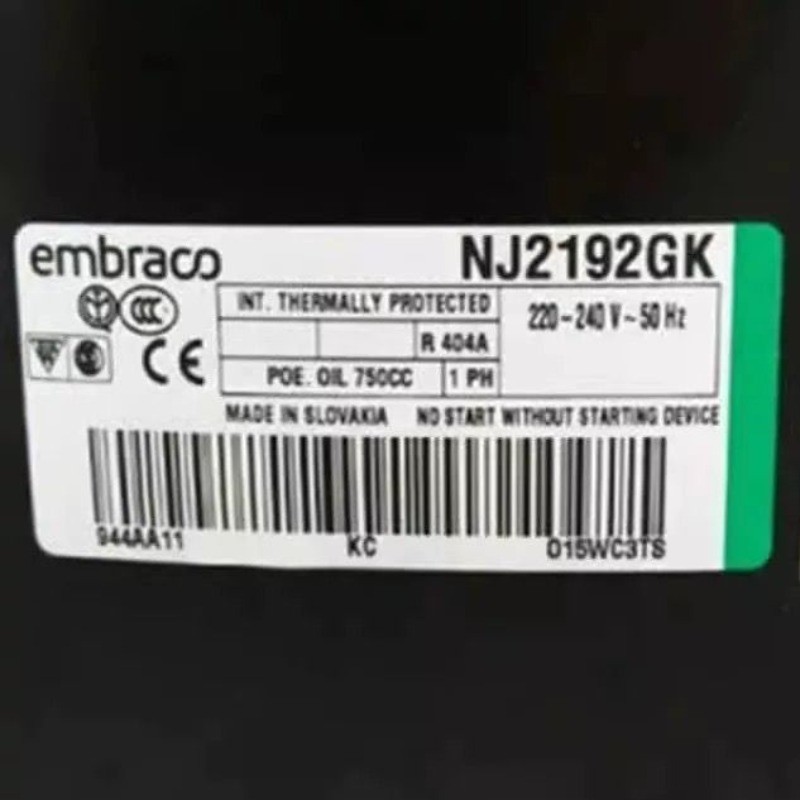 embraco NJ2192GK
INT. THERMALLY PROTECTED
220~240 V~50 Hz
CCC
R 404A
CE
POE. OIL 750CC 1 PH
MADE IN SLOVAKIA NO START WITHOUT STARTING DEVICE
944AA11 KC 015WC3TS